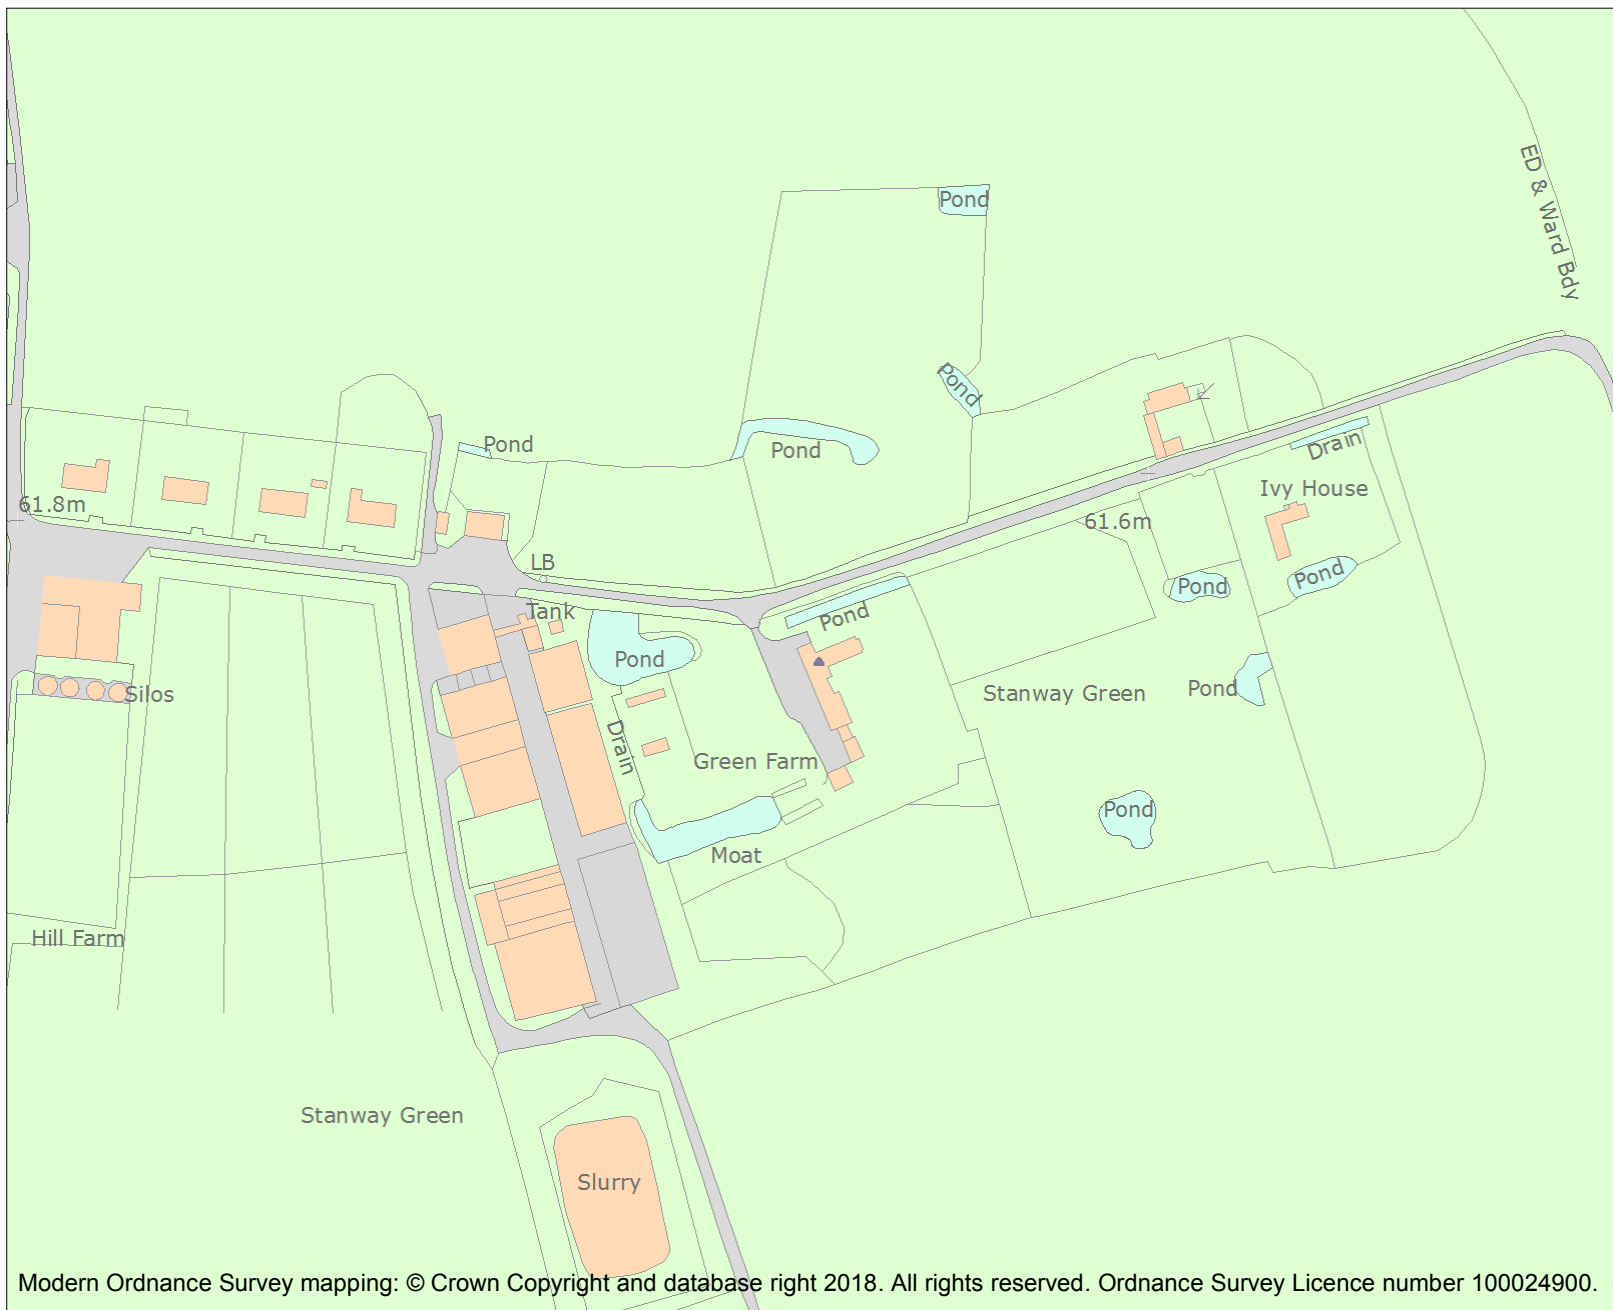 Pond
ED & Ward Bdy
Pond
Pond
Pond
Drain
Ivy House
61.8m
61.6m
LB
Pond
Pond
Tank
Pond
Pond
Silos
Stanway Green
Pond
Drain
Green Farm
Pond
Moat
Hill Farm
Stanway Green
Slurry
Modern Ordnance Survey mapping: © Crown Copyright and database right 2018. All rights reserved. Ordnance Survey Licence number 100024900.